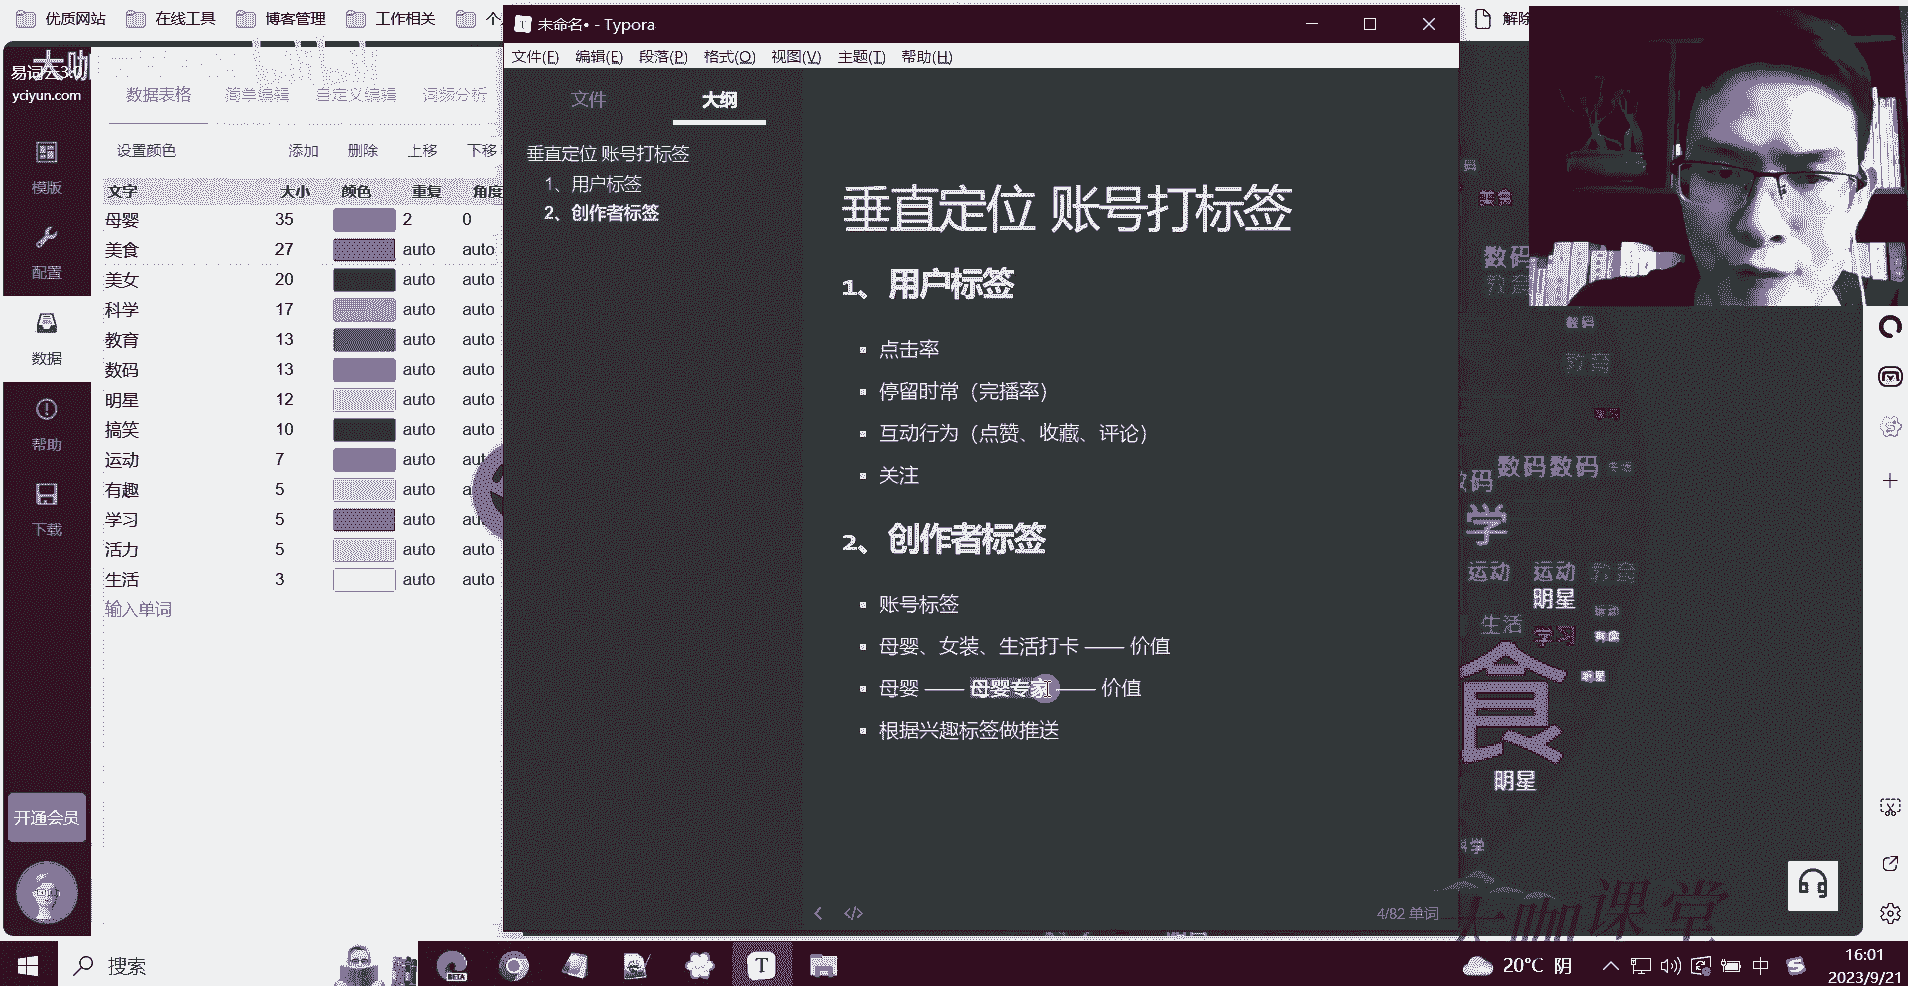 优质网站
在线工具
博客管理
工作相关
未命名• - Typora
文件(F) 编辑(E) 段落(P) 格式(O) 视图(V) 主题(T) 帮助(H)
解除
易词云3.0
yciyun.com
大咖
数据表格 简单编辑 自定义编辑 词频分析
设置颜色 添加 删除 上移 下移
文字 大小 颜色 重复 角度
母婴 35 2 0
美食 27 auto auto
美女 20 auto auto
科学 17 auto auto
教育 13 auto auto
数码 13 auto auto
明星 12 auto auto
搞笑 10 auto auto
运动 7 auto auto
有趣 5 auto
学习 5 auto
活力 5 auto auto
生活 3 auto auto
输入单词
模版
配置
数据
帮助
下载
开通会员
文件 大纲
垂直定位 账号打标签
1、用户标签
2、创作者标签
垂直定位 账号打标签
1、 用户标签
点击率
停留时常（完播率）
互动行为（点赞、收藏、评论）
关注
2、 创作者标签
账号标签
母婴、女装、生活打卡 —— 价值
母婴 —— 母婴专家 —— 价值
根据兴趣标签做推送
4/82 单词
数码
数码
教育
数码数码
学
运动 运动 教育
明星
生活 学习
食
明星
大咖课堂
搜索
20°C 阴
中
16:01
2023/9/21